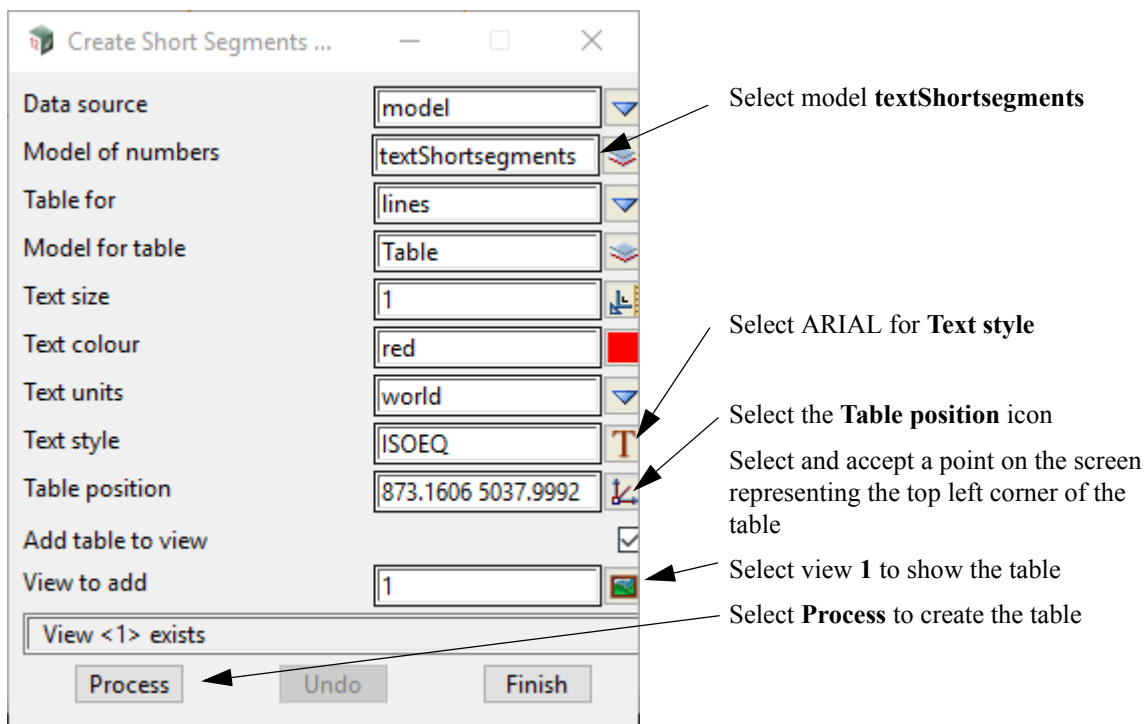 Create Short Segments ...
Data source
model
Select model textShortsegments
Model of numbers
textShortsegments
Table for
lines
Model for table
Table
Text size
1
Text colour
red
Select ARIAL for Text style
Text units
world
Text style
ISOEQ
T
Select the Table position icon
Table position
873.1606 5037.9992
Select and accept a point on the screen
representing the top left corner of the
table
Add table to view
View to add
1
Select view 1 to show the table
View <1> exists
Select Process to create the table
Process
Undo
Finish